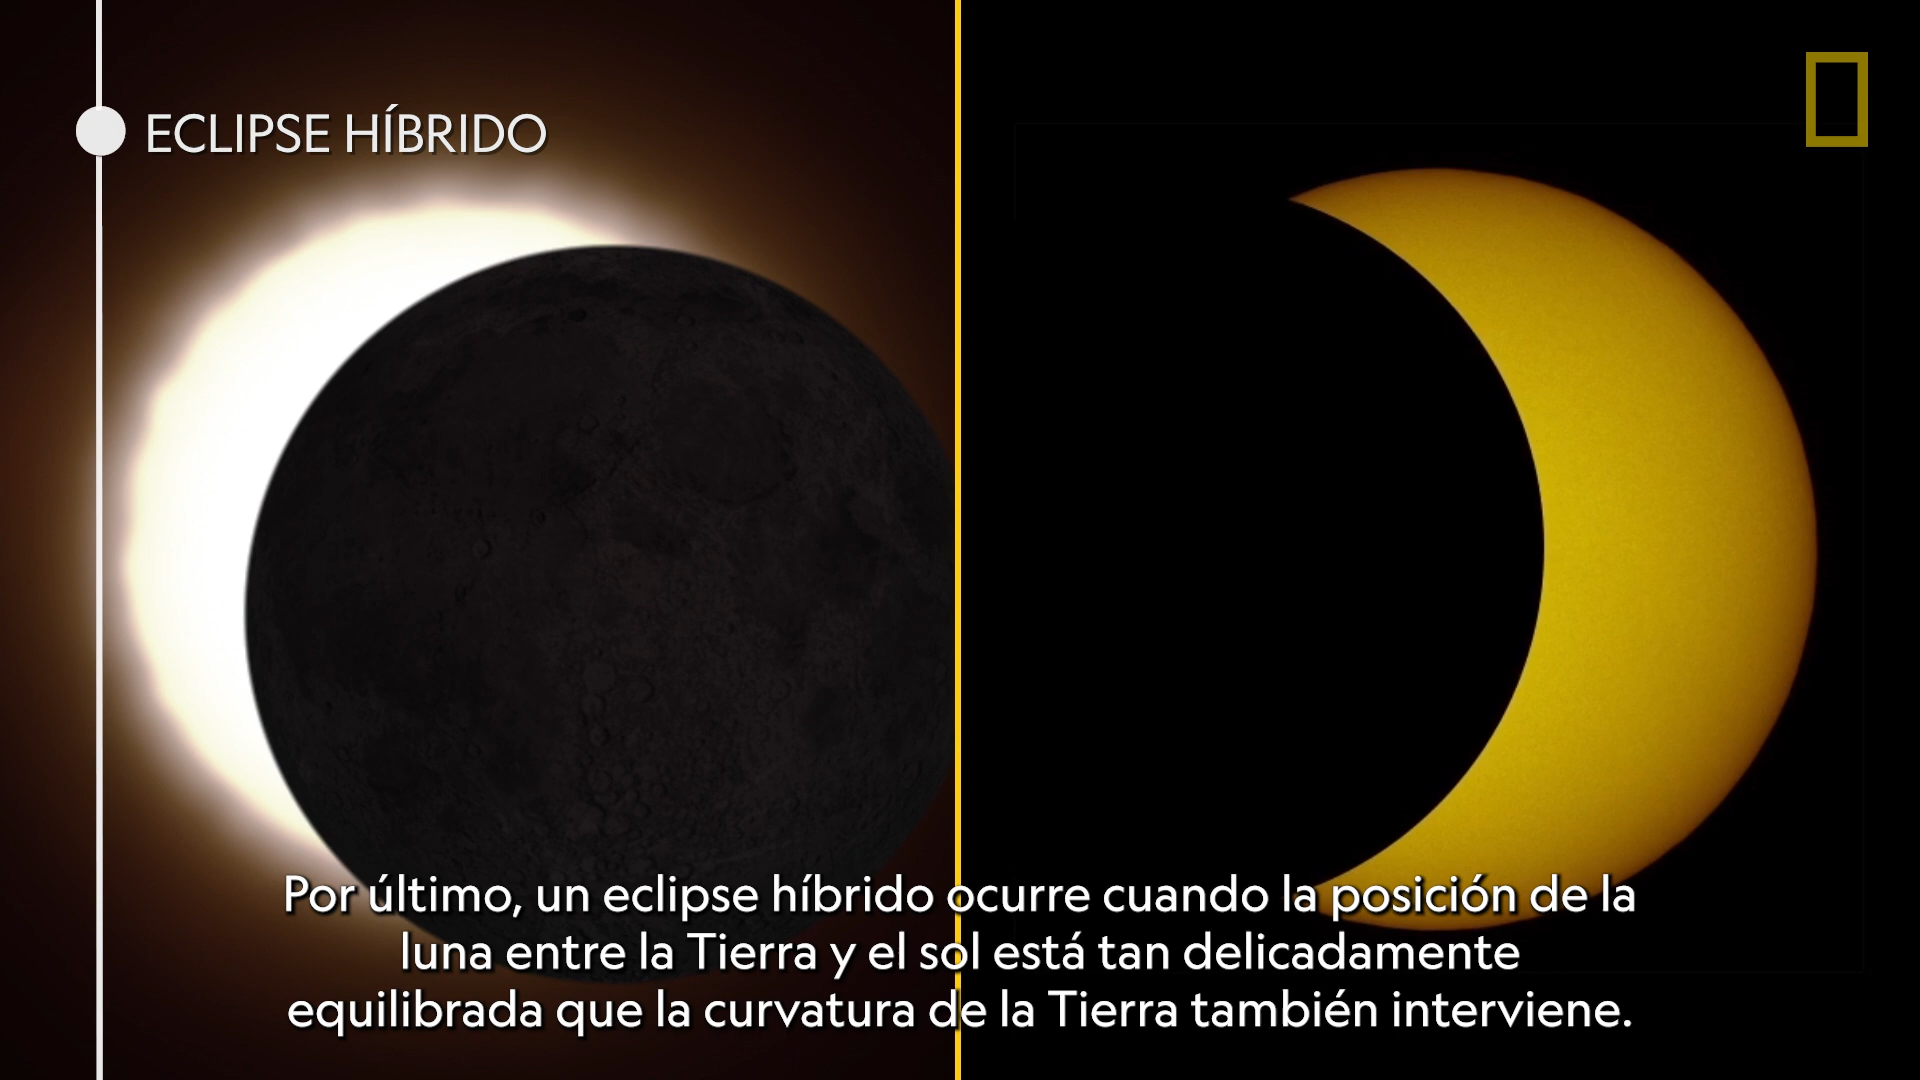 ECLIPSE HÍBRIDO
Por último, un eclipse híbrido ocurre cuando la posición de la
luna entre la Tierra y el sol está tan delicadamente
equilibrada que la curvatura de la Tierra también interviene.